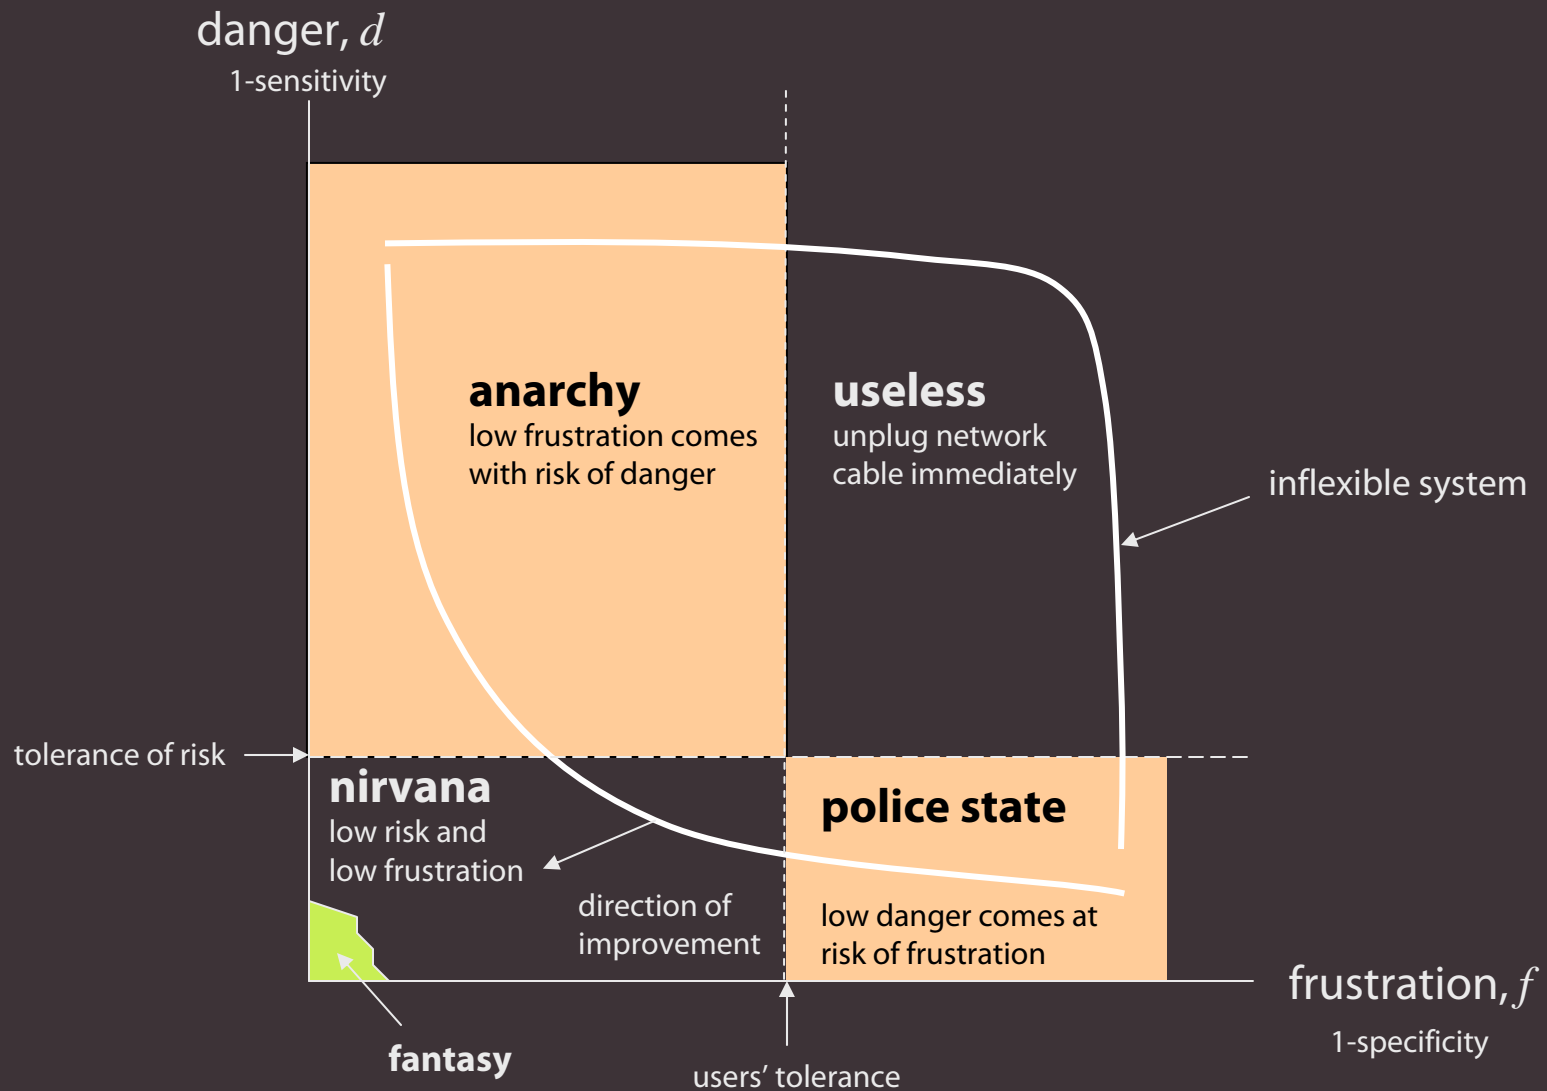 danger, d
1-sensitivity
anarchy
low frustration comes
with risk of danger
useless
unplug network
cable immediately
inflexible system
tolerance of risk
nirvana
low risk and
low frustration
police state
direction of
improvement
low danger comes at
risk of frustration
frustration, f
1-specificity
fantasy
users’ tolerance